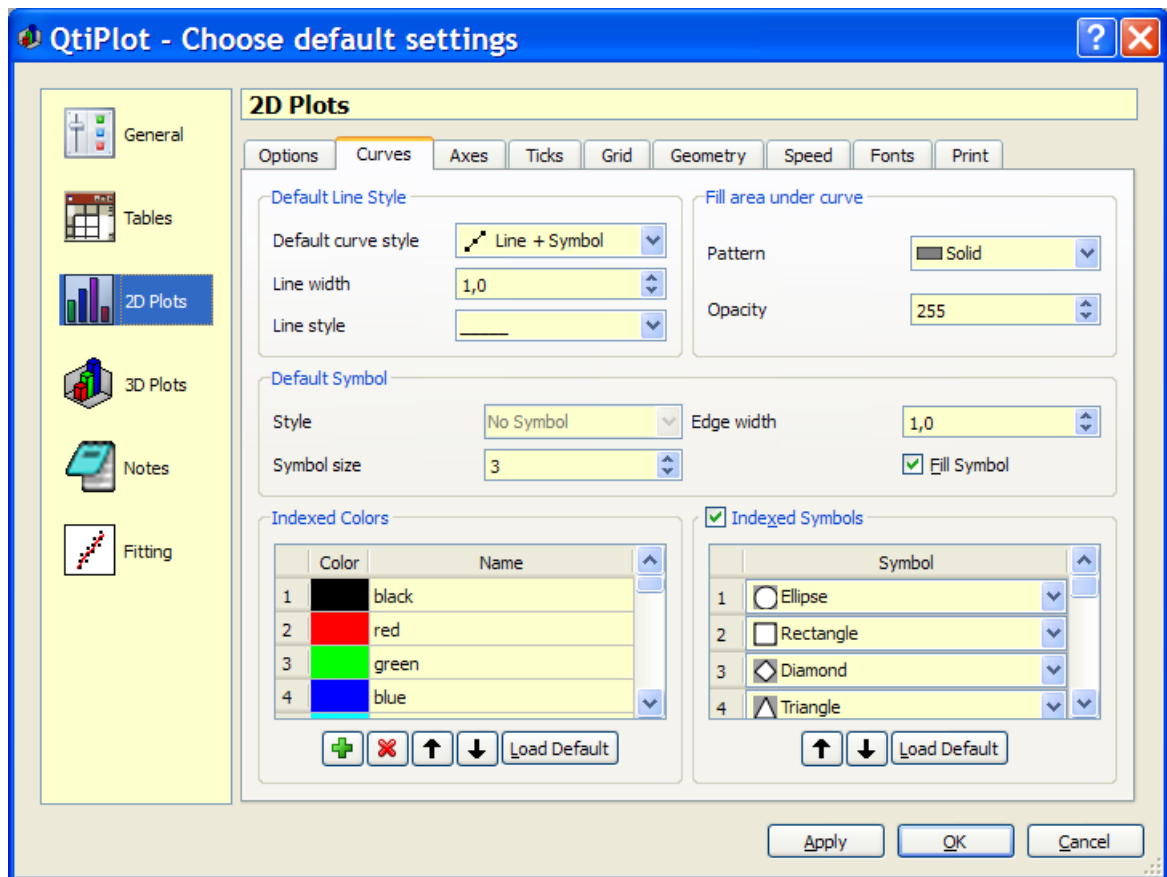 QtiPlot - Choose default settings
General
Tables
2D Plots
3D Plots
Notes
Fitting
2D Plots
Options Curves Axes Ticks Grid Geometry Speed Fonts Print
Default Line Style
Default curve style Line + Symbol
Line width 1,0
Line style
Fill area under curve
Pattern Solid
Opacity 255
Default Symbol
Style No Symbol Edge width 1,0
Symbol size 3 Fill Symbol
Indexed Colors
Color Name
1 black
2 red
3 green
4 blue
Load Default
Indexed Symbols
Symbol
1 Ellipse
2 Rectangle
3 Diamond
4 Triangle
Load Default
Apply OK Cancel